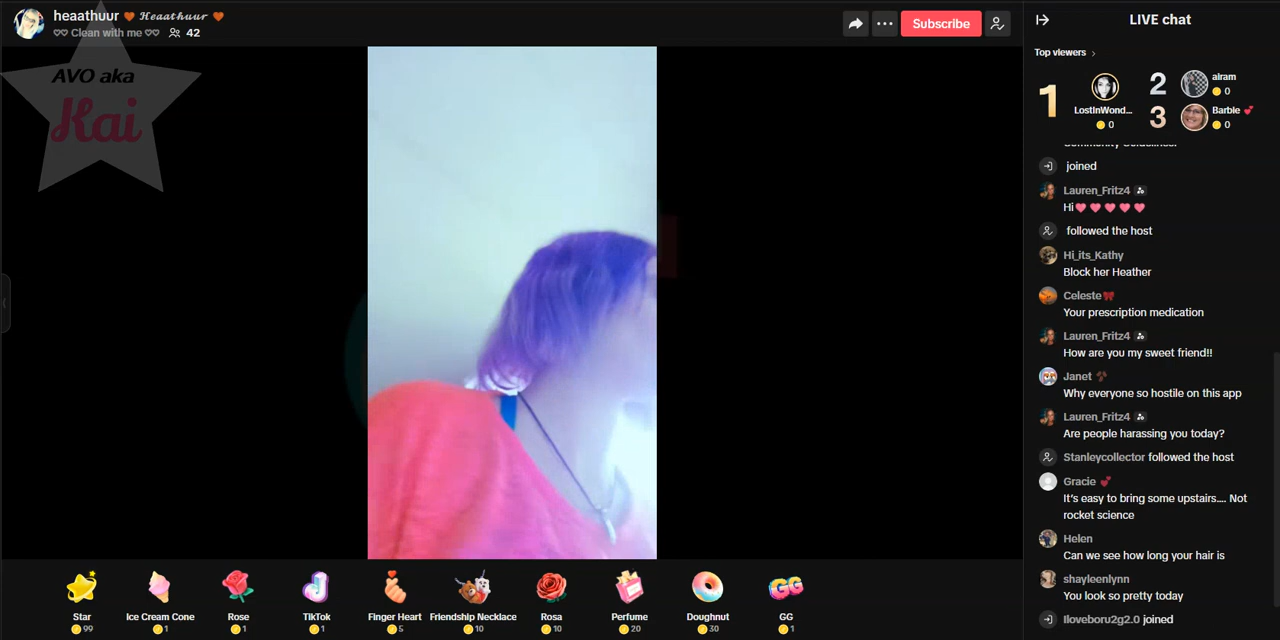 heaathuur 🧡 𝓗𝓮𝓪𝓪𝓽𝓱𝓾𝓾𝓻 🧡
♡♡ Clean with me ♡♡ 42
AVO aka
Kai
Subscribe
LIVE chat
Top viewers >
1
LostInWond...
0
2
alram
0
3
Barbie 💕
0
joined
Lauren_Fritz4
Hi❤️❤️❤️❤️❤️
followed the host
Hi_its_Kathy
Block her Heather
Celeste🎀
Your prescription medication
Lauren_Fritz4
How are you my sweet friend!!
Janet
Why everyone so hostile on this app
Lauren_Fritz4
Are people harassing you today?
Stanleycollector followed the host
Gracie 💕
It's easy to bring some upstairs.... Not
rocket science
Helen
Can we see how long your hair is
shayleenlynn
You look so pretty today
Iloveboru2g2.0 joined
Star
99
Ice Cream Cone
1
Rose
1
TikTok
1
Finger Heart
5
Friendship Necklace
10
Rosa
10
Perfume
20
Doughnut
30
GG
GG
1